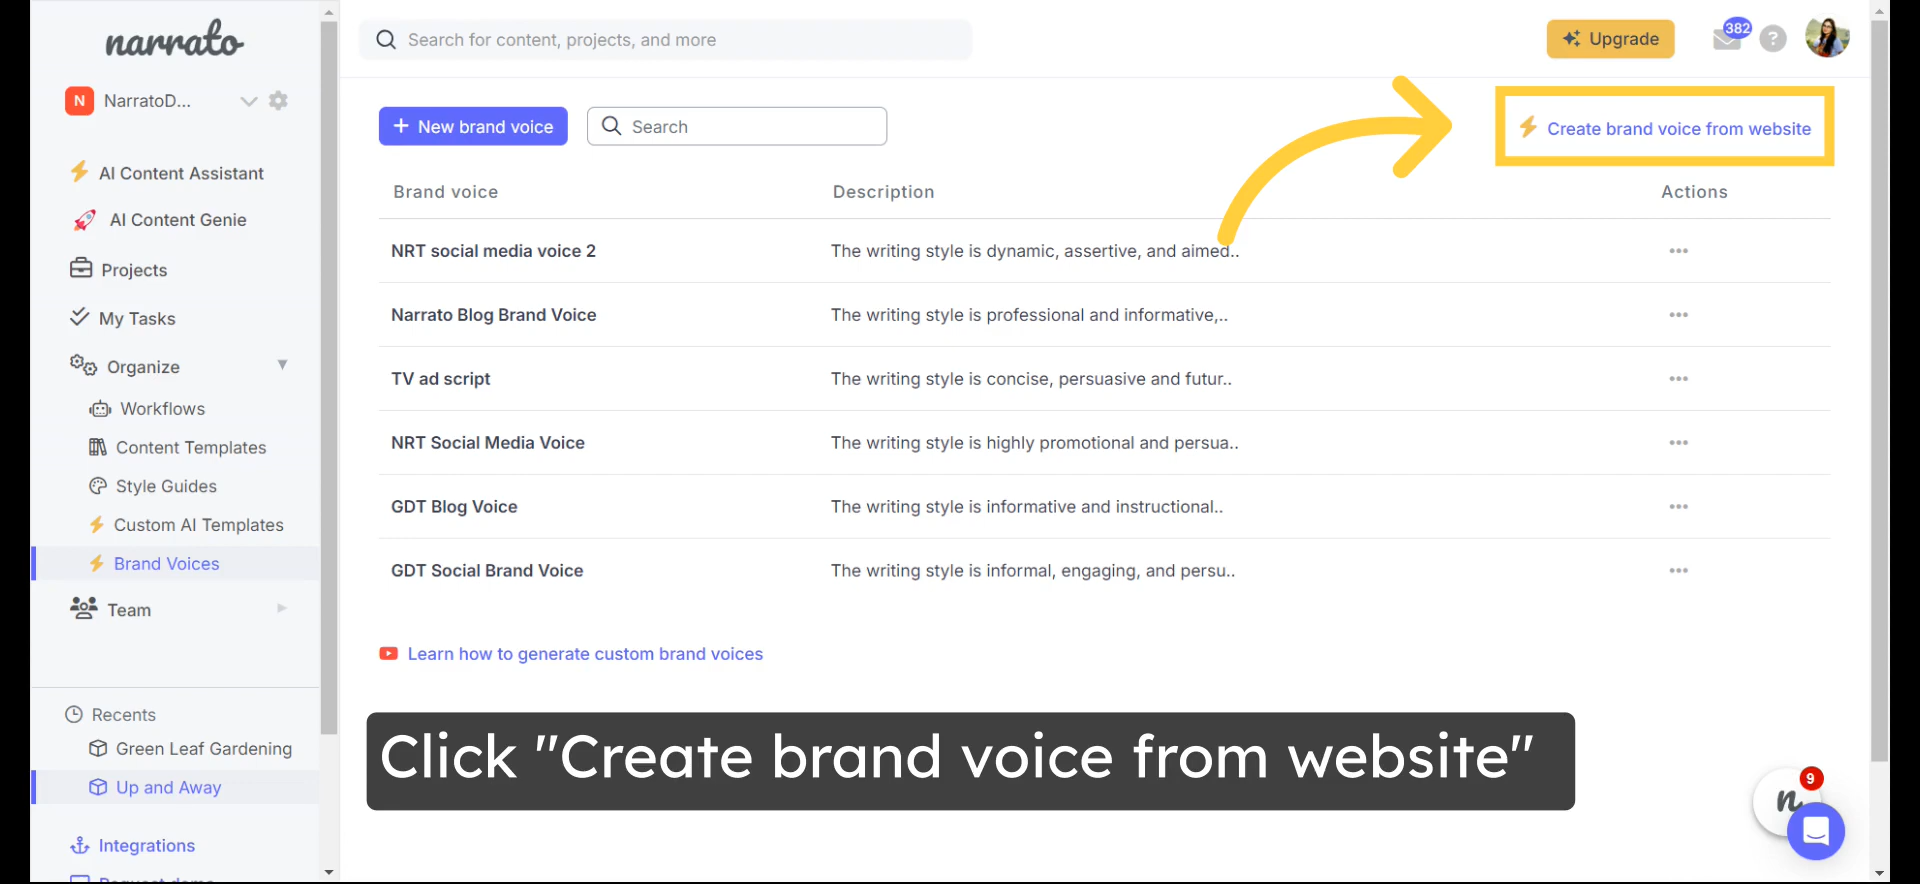 narrato
Search for content, projects, and more
Upgrade
382
?
N NarratoD...
+ New brand voice
Search
Create brand voice from website
AI Content Assistant
AI Content Genie
Projects
My Tasks
Organize
Workflows
Content Templates
Style Guides
Custom AI Templates
Brand Voices
Team
Recents
Green Leaf Gardening
Up and Away
Integrations
Brand voice Description Actions
NRT social media voice 2 The writing style is dynamic, assertive, and aimed..
Narrato Blog Brand Voice The writing style is professional and informative,..
TV ad script The writing style is concise, persuasive and futur..
NRT Social Media Voice The writing style is highly promotional and persua..
GDT Blog Voice The writing style is informative and instructional..
GDT Social Brand Voice The writing style is informal, engaging, and persu..
Learn how to generate custom brand voices
Click "Create brand voice from website"
n
9